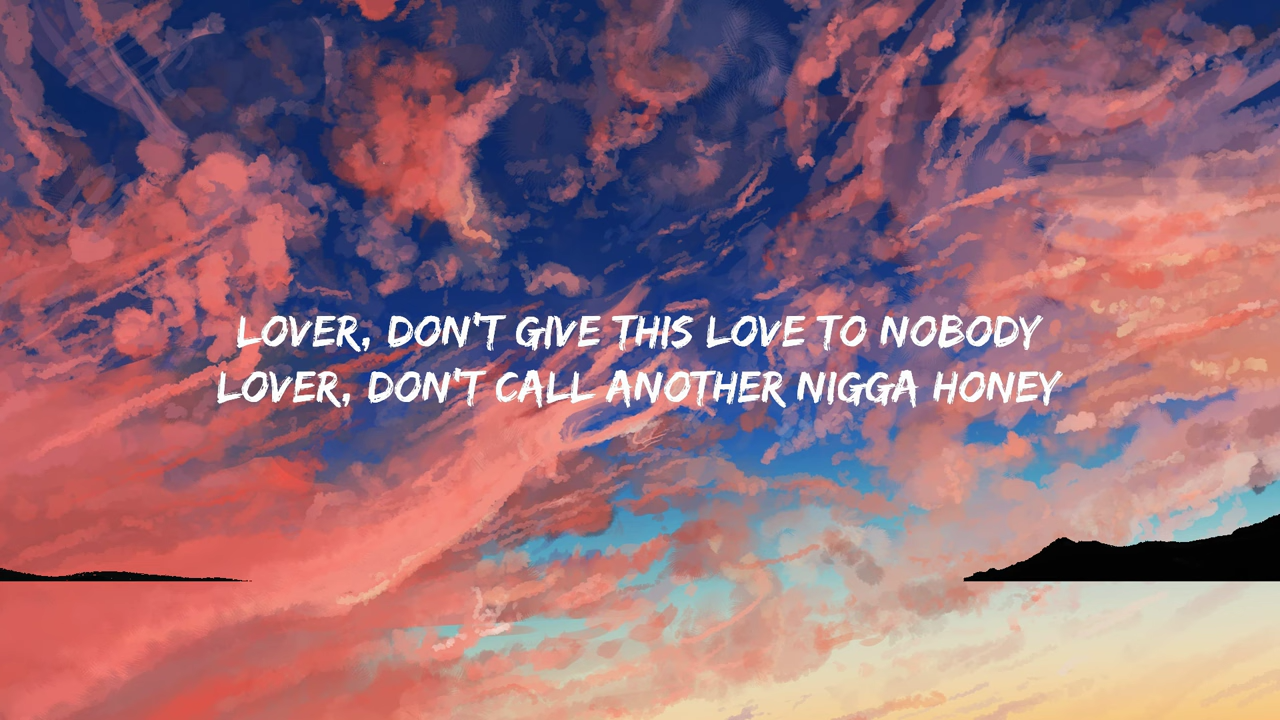 LOVER, DON'T GIVE THIS LOVE TO NOBODY
LOVER, DON'T CALL ANOTHER NIGGA HONEY